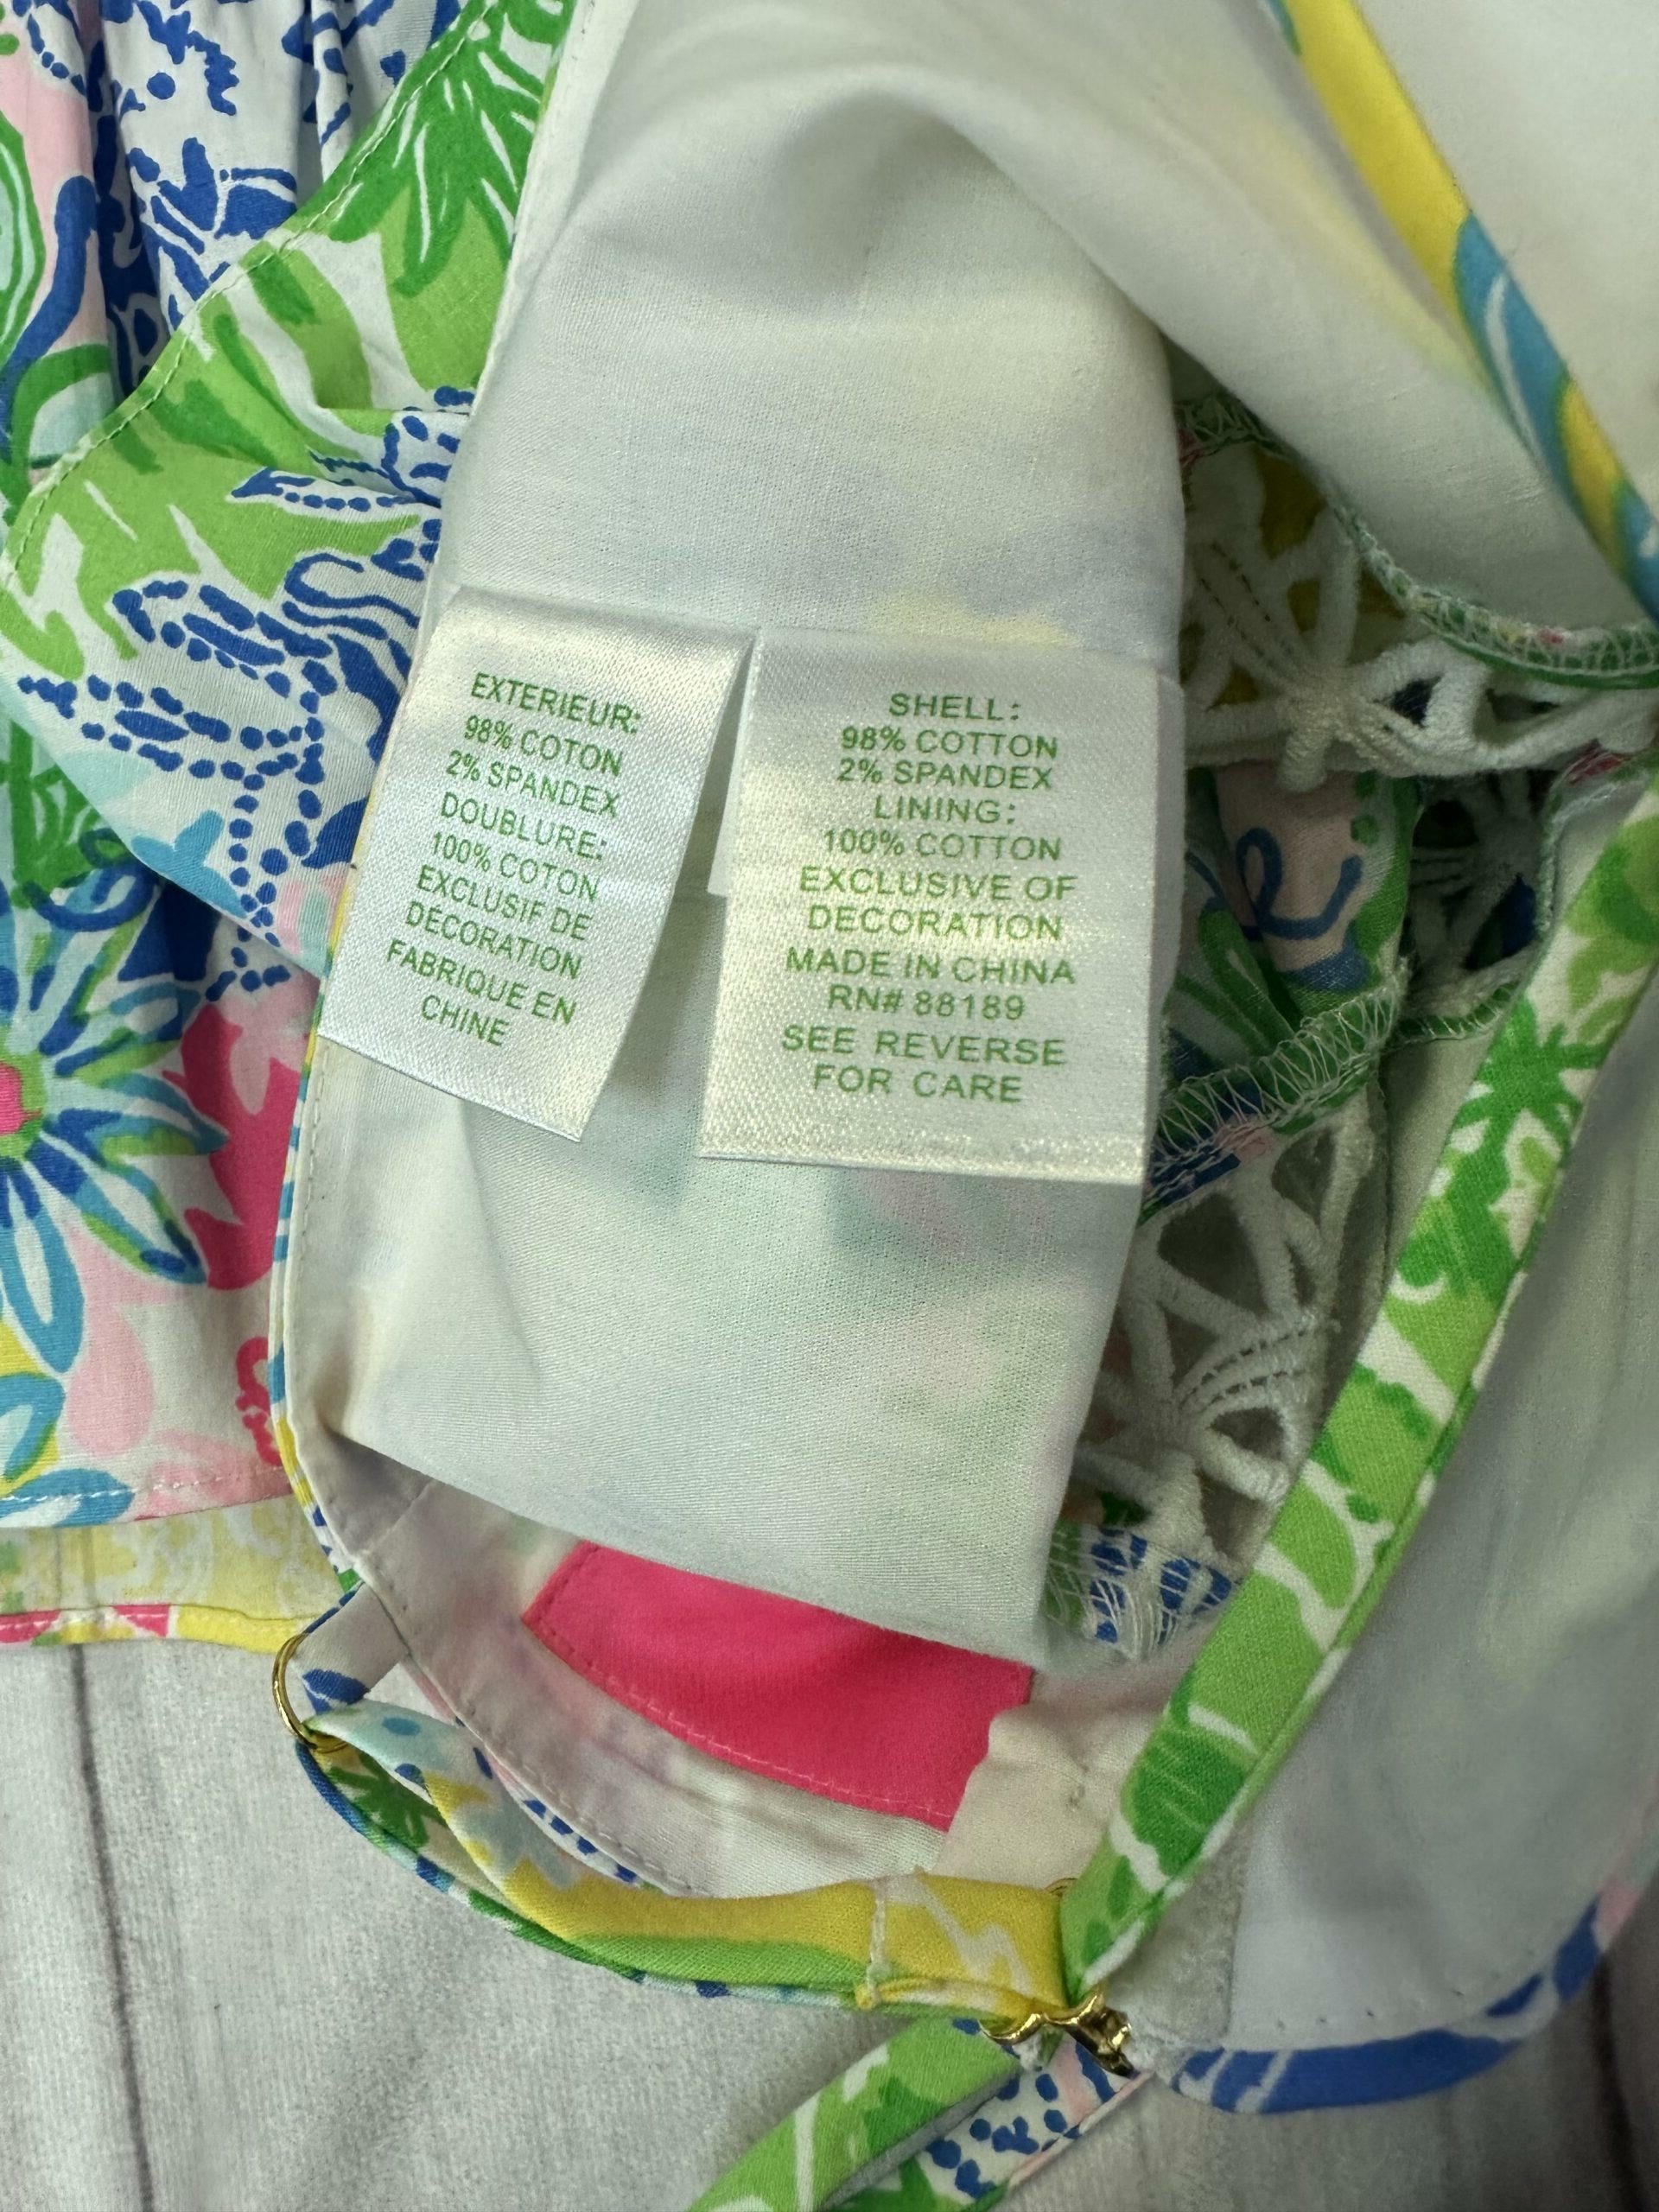 EXTERIEUR:
98% COTON
2% SPANDEX
DOUBLURE:
100% COTON
EXCLUSIF DE
DECORATION
FABRIQUE EN
CHINE
SHELL:
98% COTTON
2% SPANDEX
LINING:
100% COTTON
EXCLUSIVE OF
DECORATION
MADE IN CHINA
RN# 88189
SEE REVERSE
FOR CARE